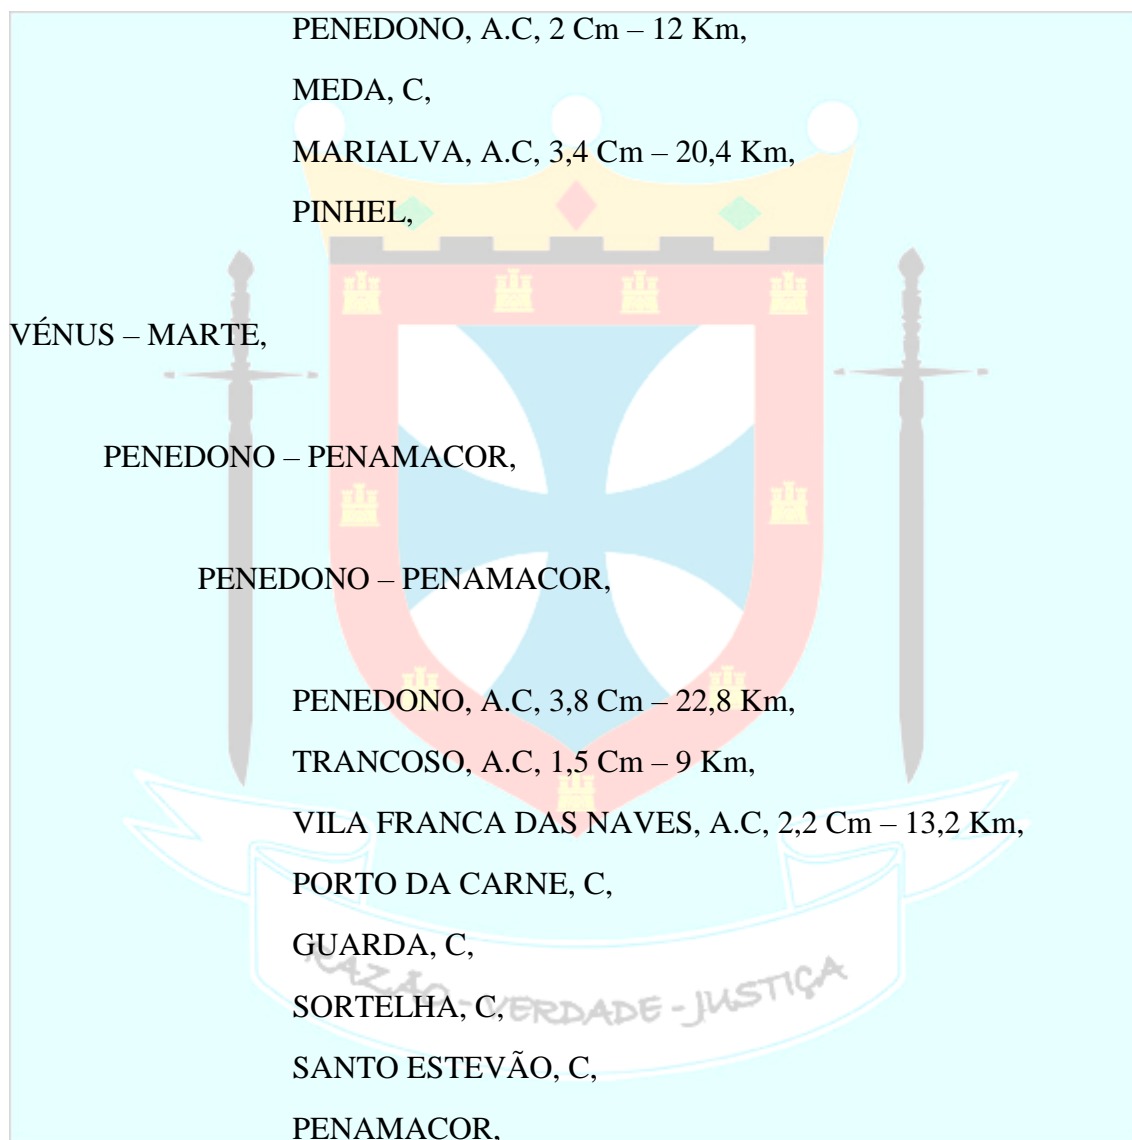 PENEDONO, A.C, 2 Cm – 12 Km,
MEDA, C,
MARIALVA, A.C, 3,4 Cm – 20,4 Km,
PINHEL,
VÉNUS – MARTE,
PENEDONO – PENAMACOR,
PENEDONO – PENAMACOR,
PENEDONO, A.C, 3,8 Cm – 22,8 Km,
TRANCOSO, A.C, 1,5 Cm – 9 Km,
VILA FRANCA DAS NAVES, A.C, 2,2 Cm – 13,2 Km,
PORTO DA CARNE, C,
GUARDA, C,
SORTELHA, C,
SANTO ESTEVÃO, C,
PENAMACOR,
RAZÃO - VERDADE - JUSTIÇA